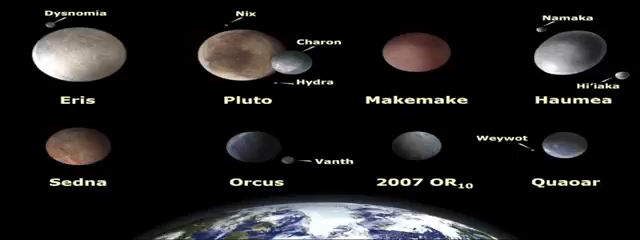 Dysnomia
Nix
Charon
Hydra
Namaka
Hi'iaka
Eris
Pluto
Makemake
Haumea
Vanth
Weywot
Sedna
Orcus
2007 OR₁₀
Quaoar